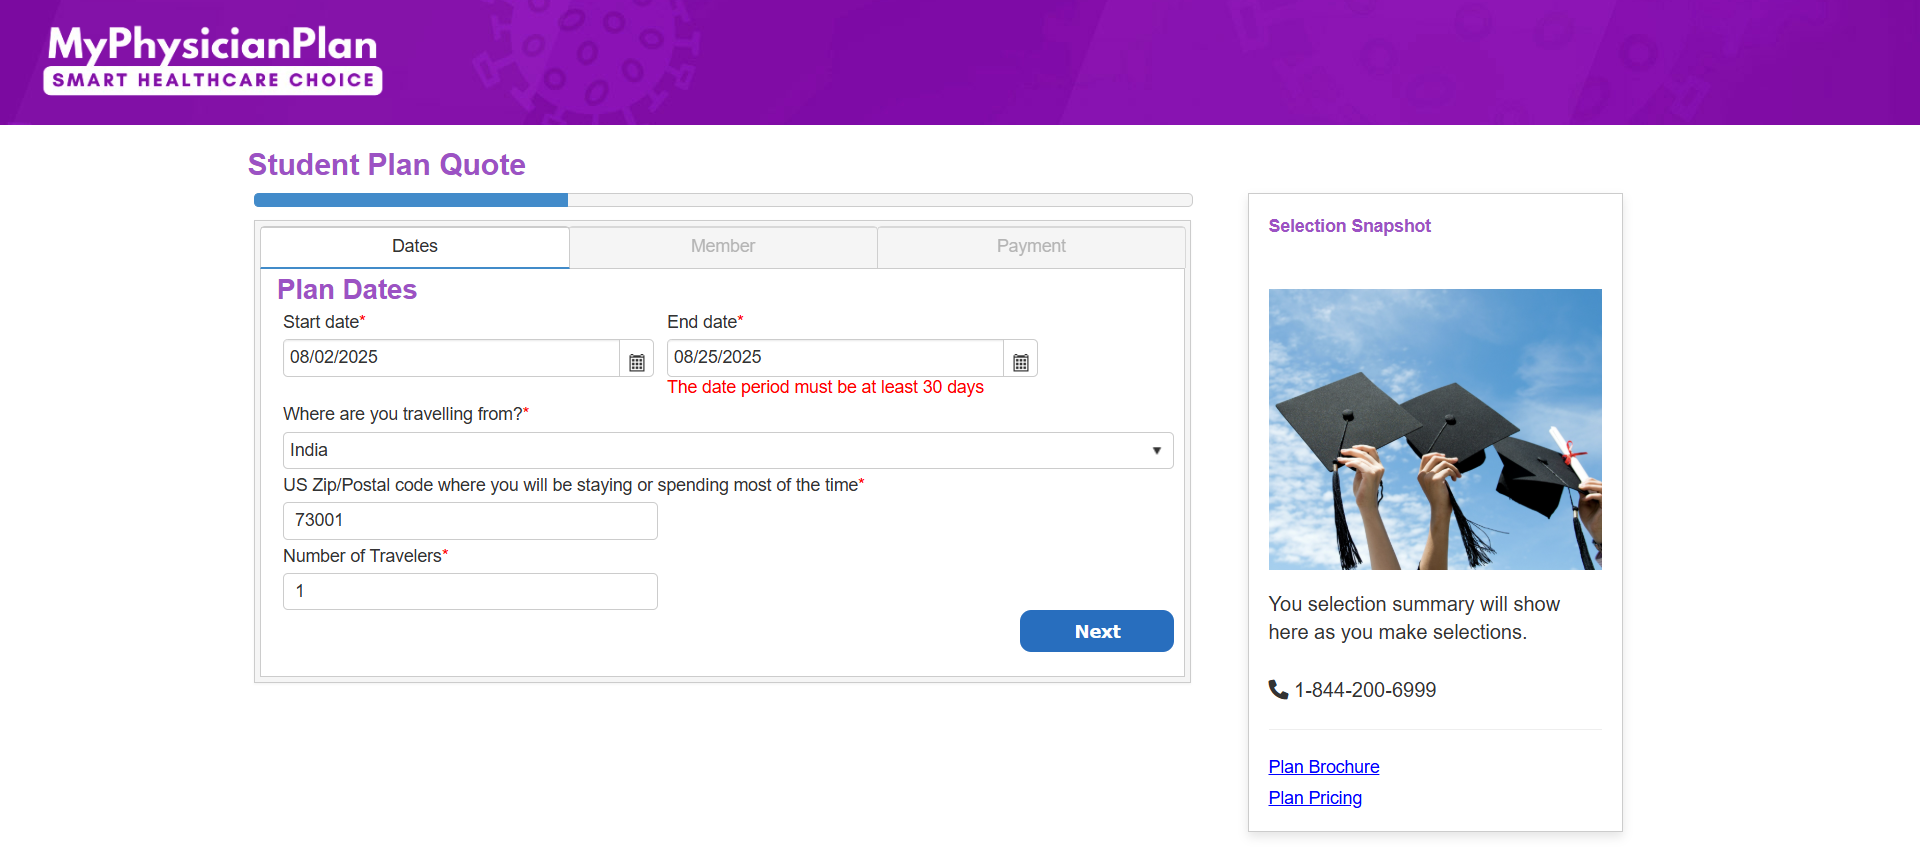 MyPhysicianPlan
SMART HEALTHCARE CHOICE
Student Plan Quote
Dates
Member
Payment
Plan Dates
Start date*
End date*
08/02/2025
08/25/2025
The date period must be at least 30 days
Where are you travelling from?*
India
US Zip/Postal code where you will be staying or spending most of the time*
73001
Number of Travelers*
1
Next
Selection Snapshot
You selection summary will show
here as you make selections.
1-844-200-6999
Plan Brochure
Plan Pricing